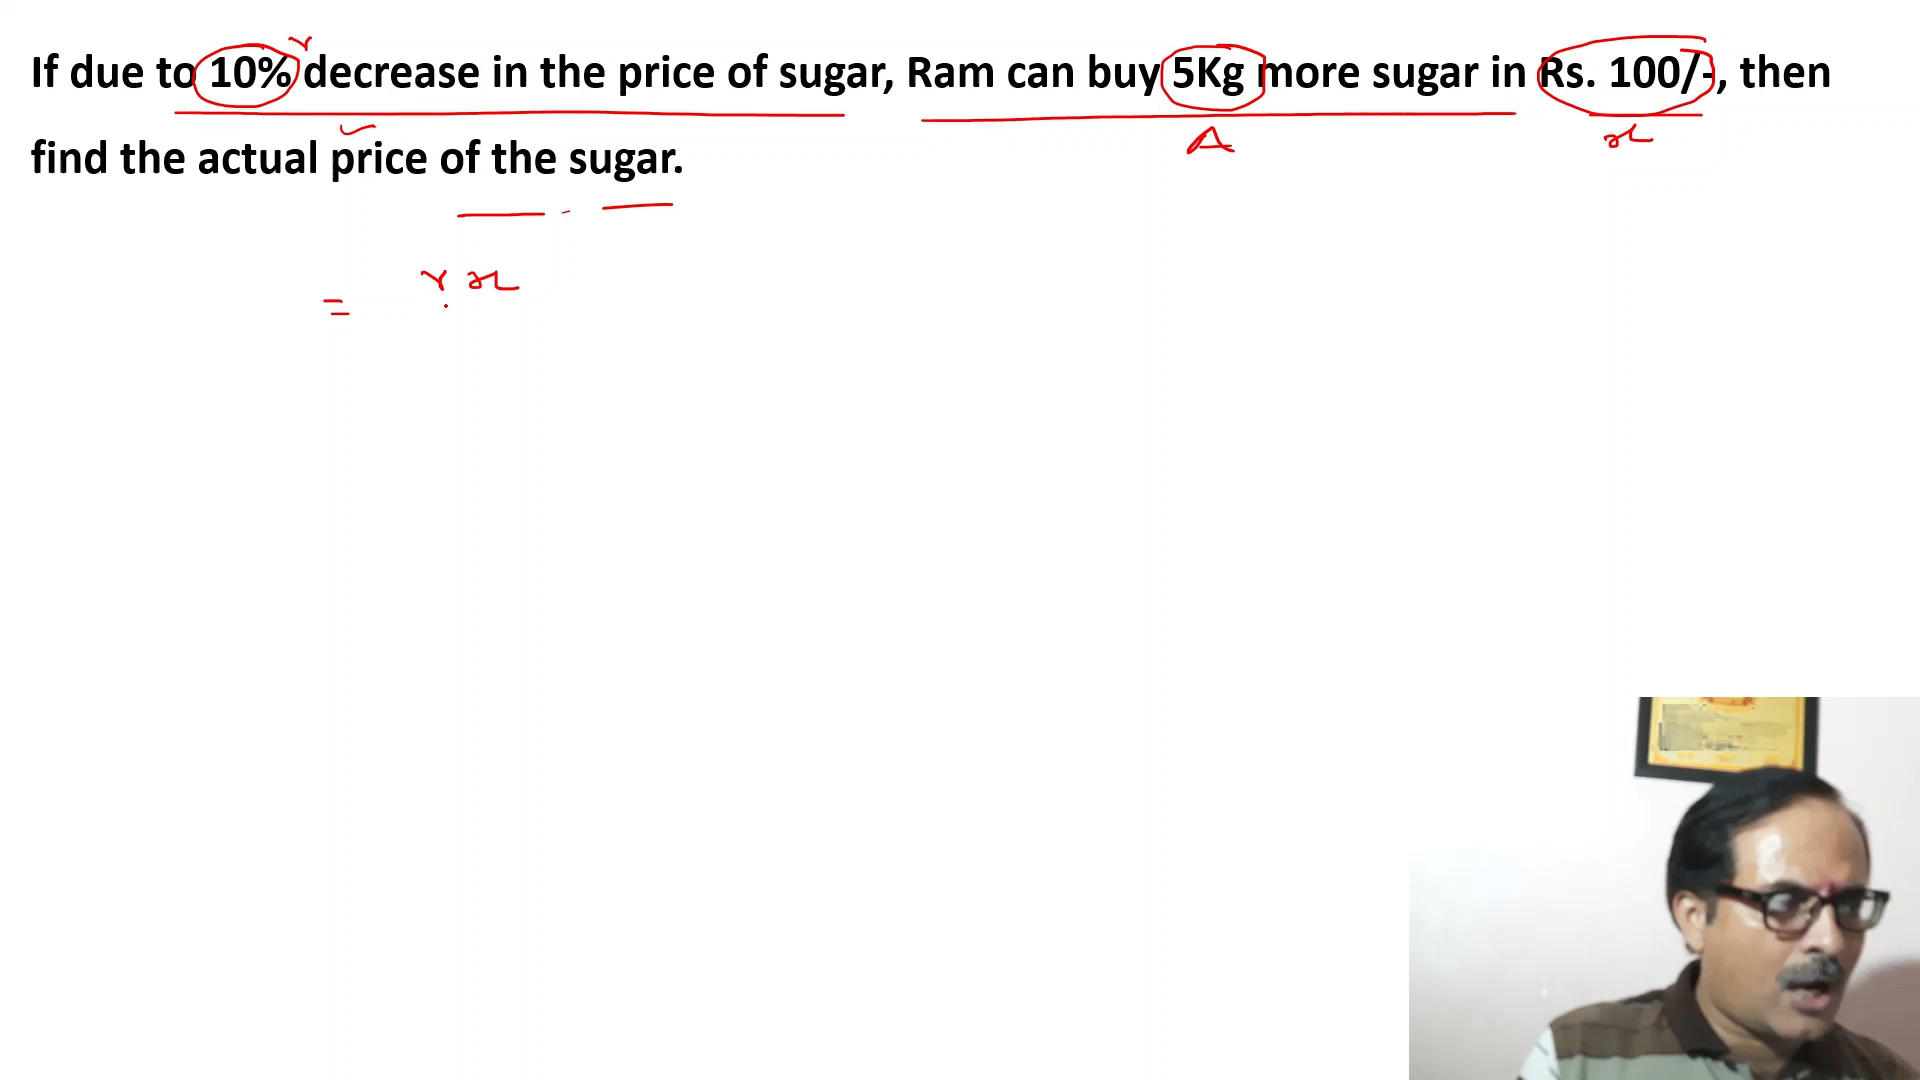 If due to 10% decrease in the price of sugar, Ram can buy 5Kg more sugar in Rs. 100/-, then
find the actual price of the sugar.
r
A
x
= r x